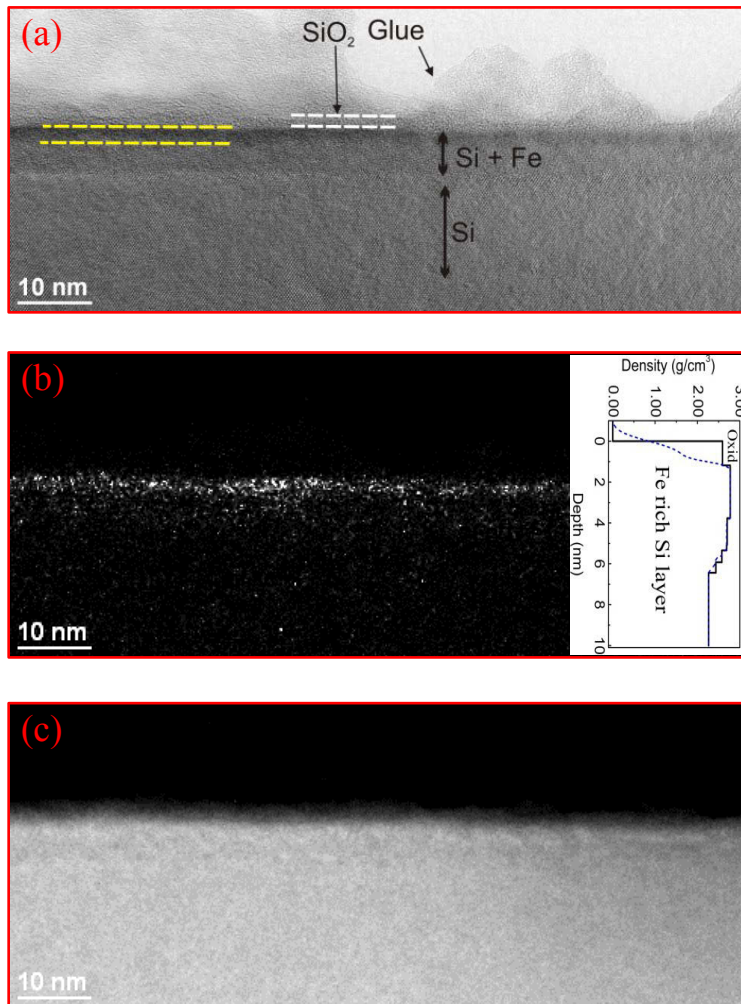 (a)
SiO₂
Glue
Si + Fe
Si
10 nm
(b)
10 nm
Density (g/cm³)
0.00
1.00
2.00
3.00
Oxid
Fe rich Si layer
0
2
4
6
8
10
Depth (nm)
(c)
10 nm